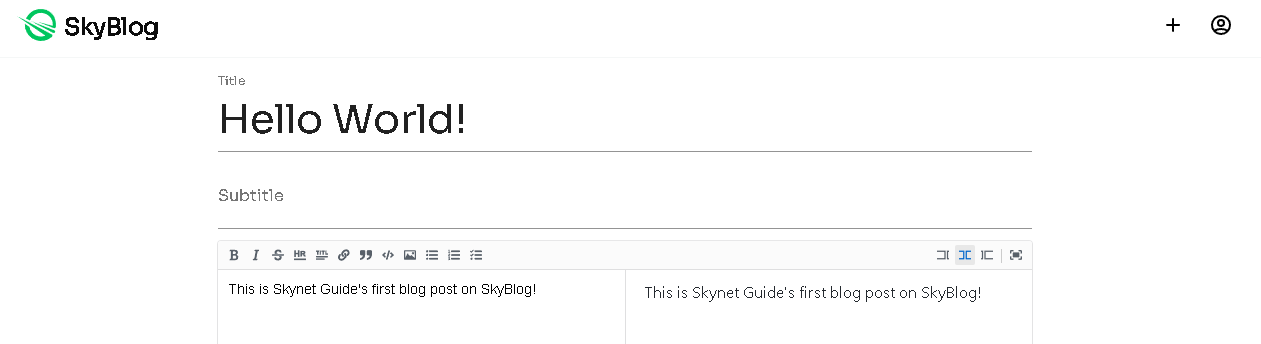 SkyBlog
Title
Hello World!
Subtitle
B I S HR TITL
This is Skynet Guide's first blog post on SkyBlog!
This is Skynet Guide's first blog post on SkyBlog!